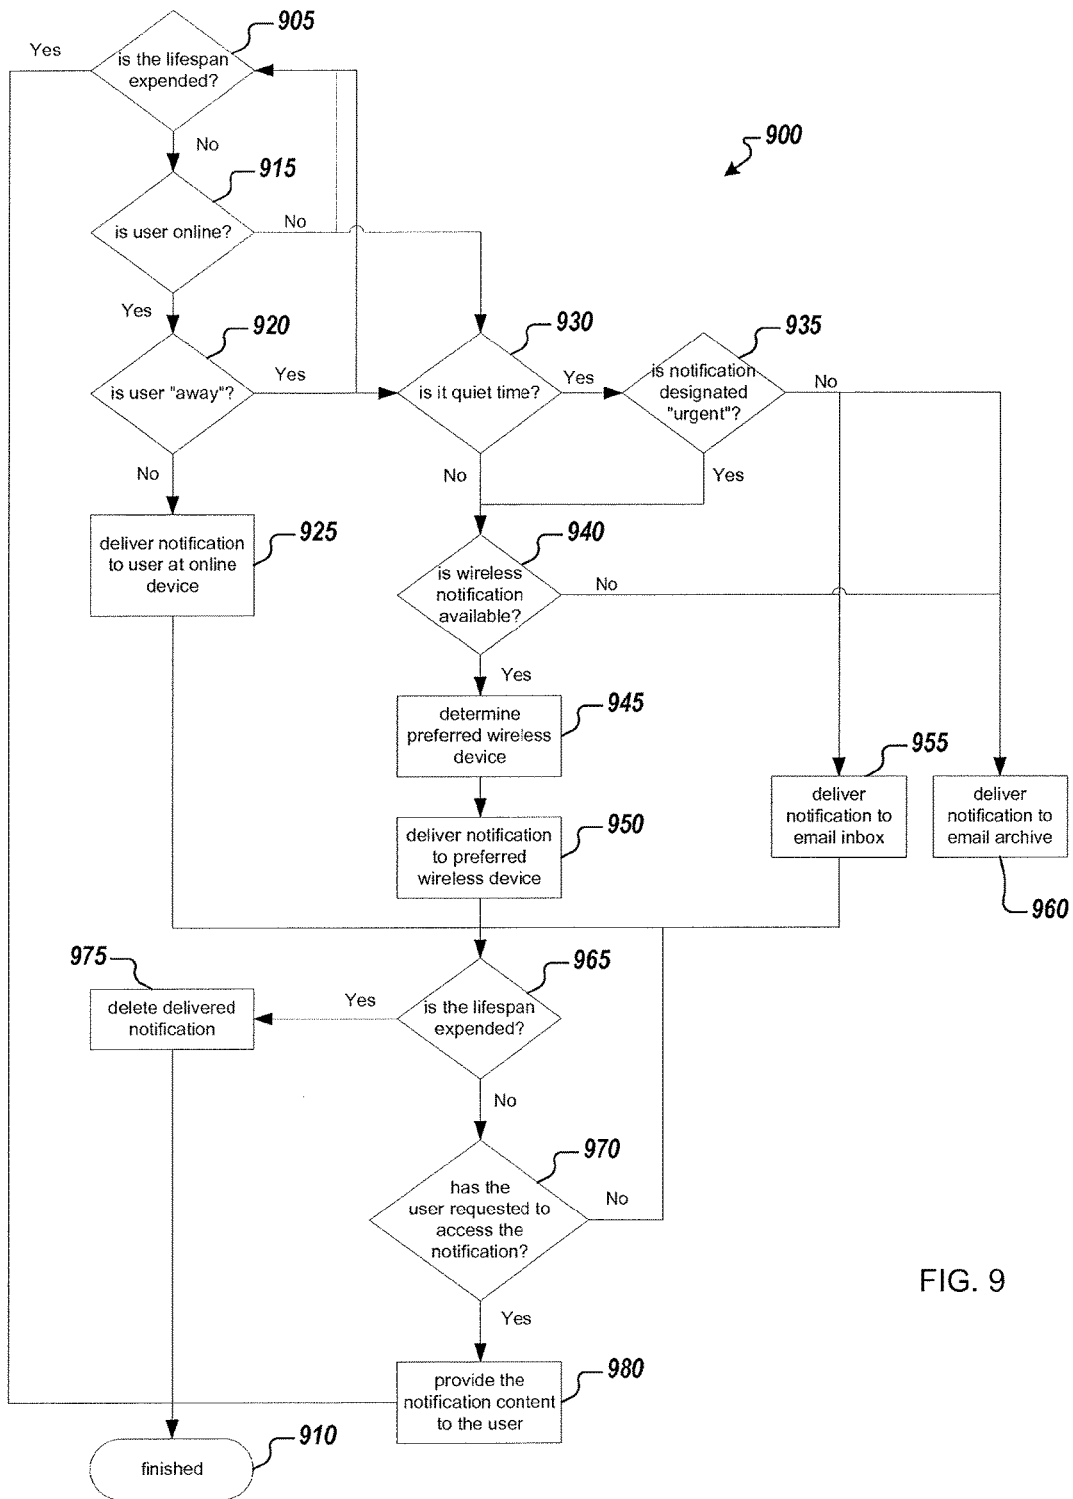 905
Yes
is the lifespan
expended?
900
No
915
is user online?
No
Yes
920
930
935
is user "away"?
Yes
is it quiet time?
Yes
is notification
designated
"urgent"?
No
No
No
Yes
925
deliver notification
to user at online
device
940
is wireless
notification
available?
No
Yes
945
determine
preferred wireless
device
955
deliver
notification to
email inbox
deliver
notification to
email archive
950
deliver notification
to preferred
wireless device
960
975
965
delete delivered
notification
Yes
is the lifespan
expended?
No
970
has the
user requested to
access the
notification?
No
FIG. 9
Yes
980
provide the
notification content
to the user
910
finished